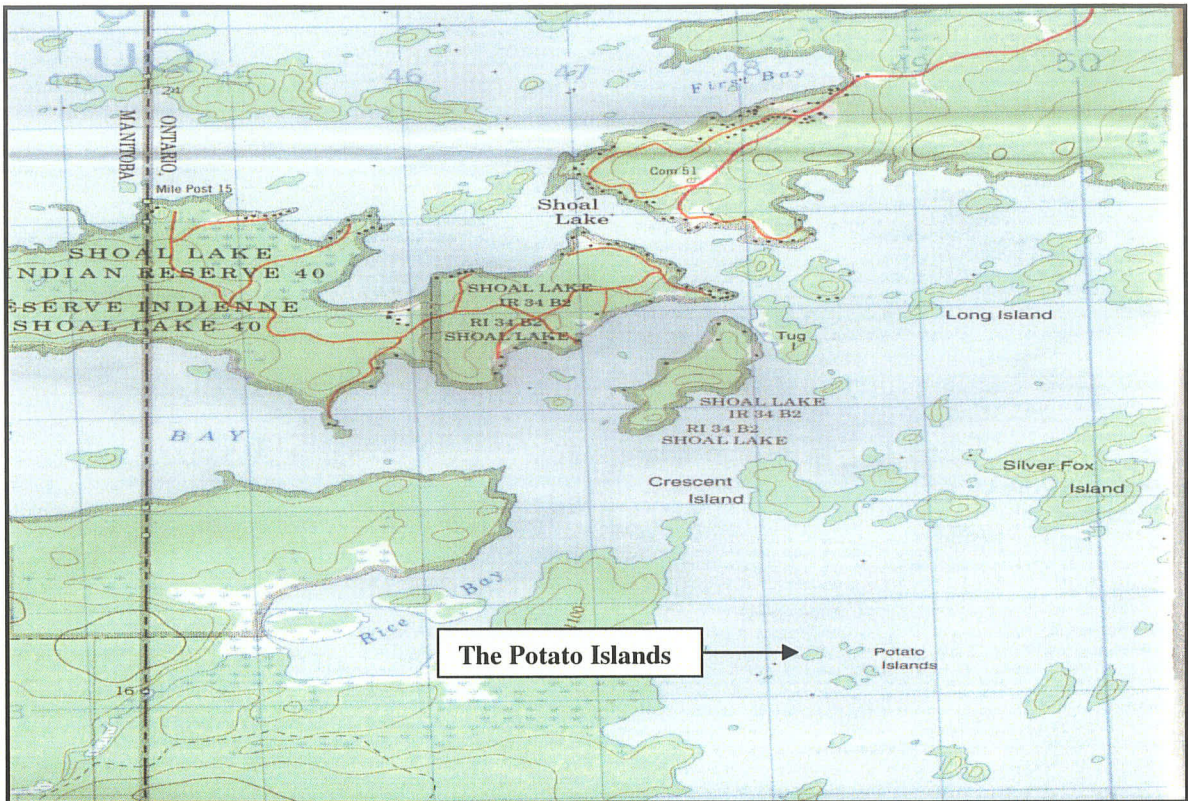 46
47
48
49
50
First Bay
24
ONTARIO
MANITOBA
Mile Post 15
Com 51
Shoal
Lake
SHOAL LAKE
INDIAN RESERVE 40
RESERVE INDIENNE
SHOAL LAKE 40
SHOAL LAKE
IR 34 B2
RI 34 B2
SHOAL LAKE
Long Island
Tug
I
SHOAL LAKE
IR 34 B2
RI 34 B2
SHOAL LAKE
BAY
Crescent
Island
Silver Fox
Island
Rice Bay
1100
The Potato Islands
Potato
Islands
16